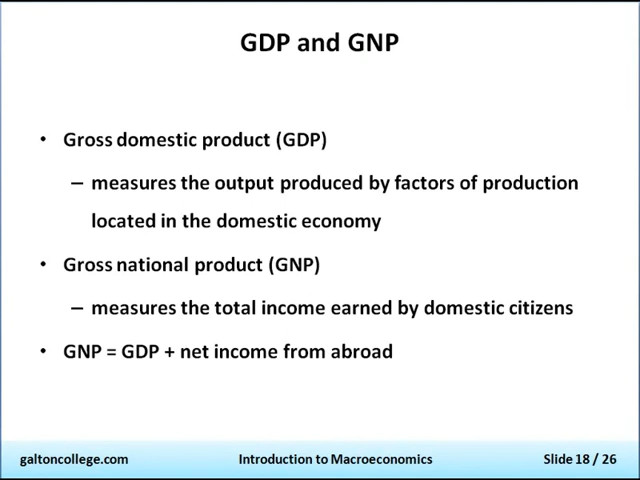 GDP and GNP
• Gross domestic product (GDP)
– measures the output produced by factors of production
located in the domestic economy
• Gross national product (GNP)
– measures the total income earned by domestic citizens
• GNP = GDP + net income from abroad
galtoncollege.com Introduction to Macroeconomics Slide 18 / 26